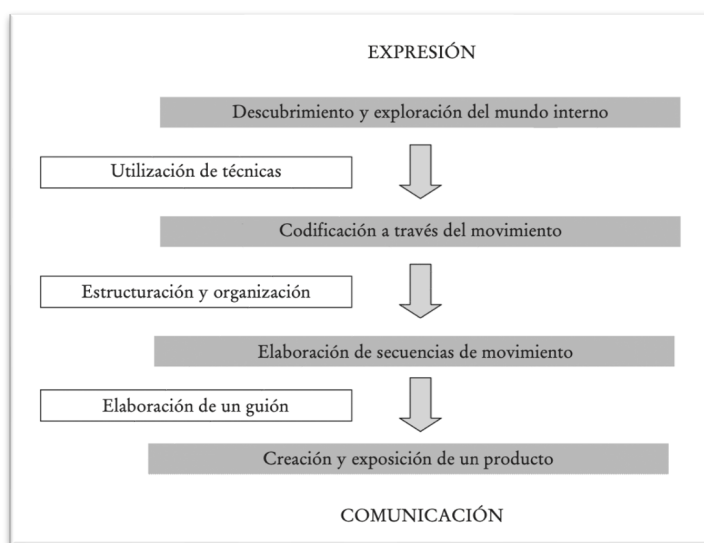 EXPRESIÓN
Descubrimiento y exploración del mundo interno
Utilización de técnicas
Codificación a través del movimiento
Estructuración y organización
Elaboración de secuencias de movimiento
Elaboración de un guión
Creación y exposición de un producto
COMUNICACIÓN